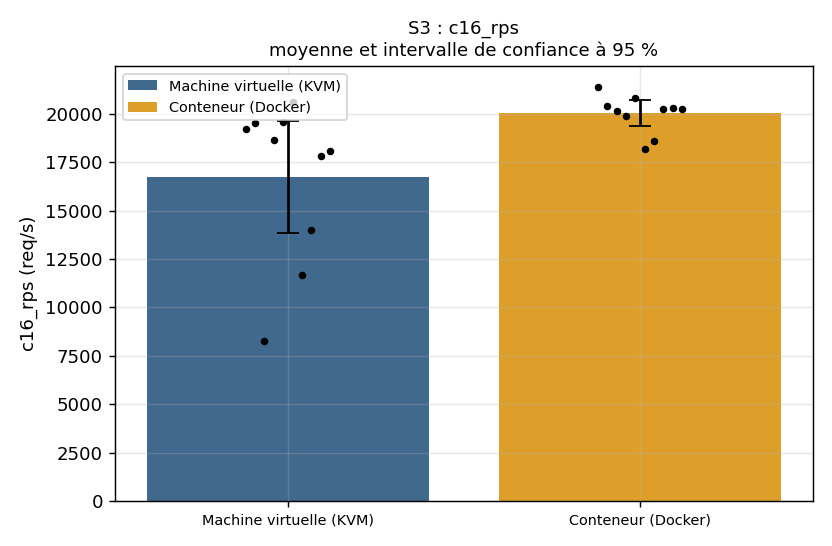 S3 : c16_rps
moyenne et intervalle de confiance à 95 %
Machine virtuelle (KVM)
Conteneur (Docker)
c16_rps (req/s)
20000
17500
15000
12500
10000
7500
5000
2500
0
Machine virtuelle (KVM)
Conteneur (Docker)